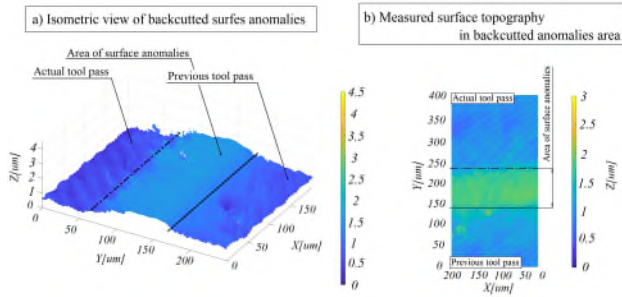 a) Isometric view of backcutted surfes anomalies
Area of surface anomalies
Actual tool pass
Previous tool pass
Z[um]
4
3
2
1
0
0
50
100
150
200
Y[um]
0
50
100
150
X[um]
4.5
4
3.5
3
2.5
2
1.5
1
0.5
0
b) Measured surface topography
in backcutted anomalies area
Actual tool pass
Previous tool pass
Area of surface anomalies
Y[um]
400
350
300
250
200
150
100
50
0
200 150 100 50 0
X[um]
3
2.5
2
1.5
1
0.5
0
Z[um]